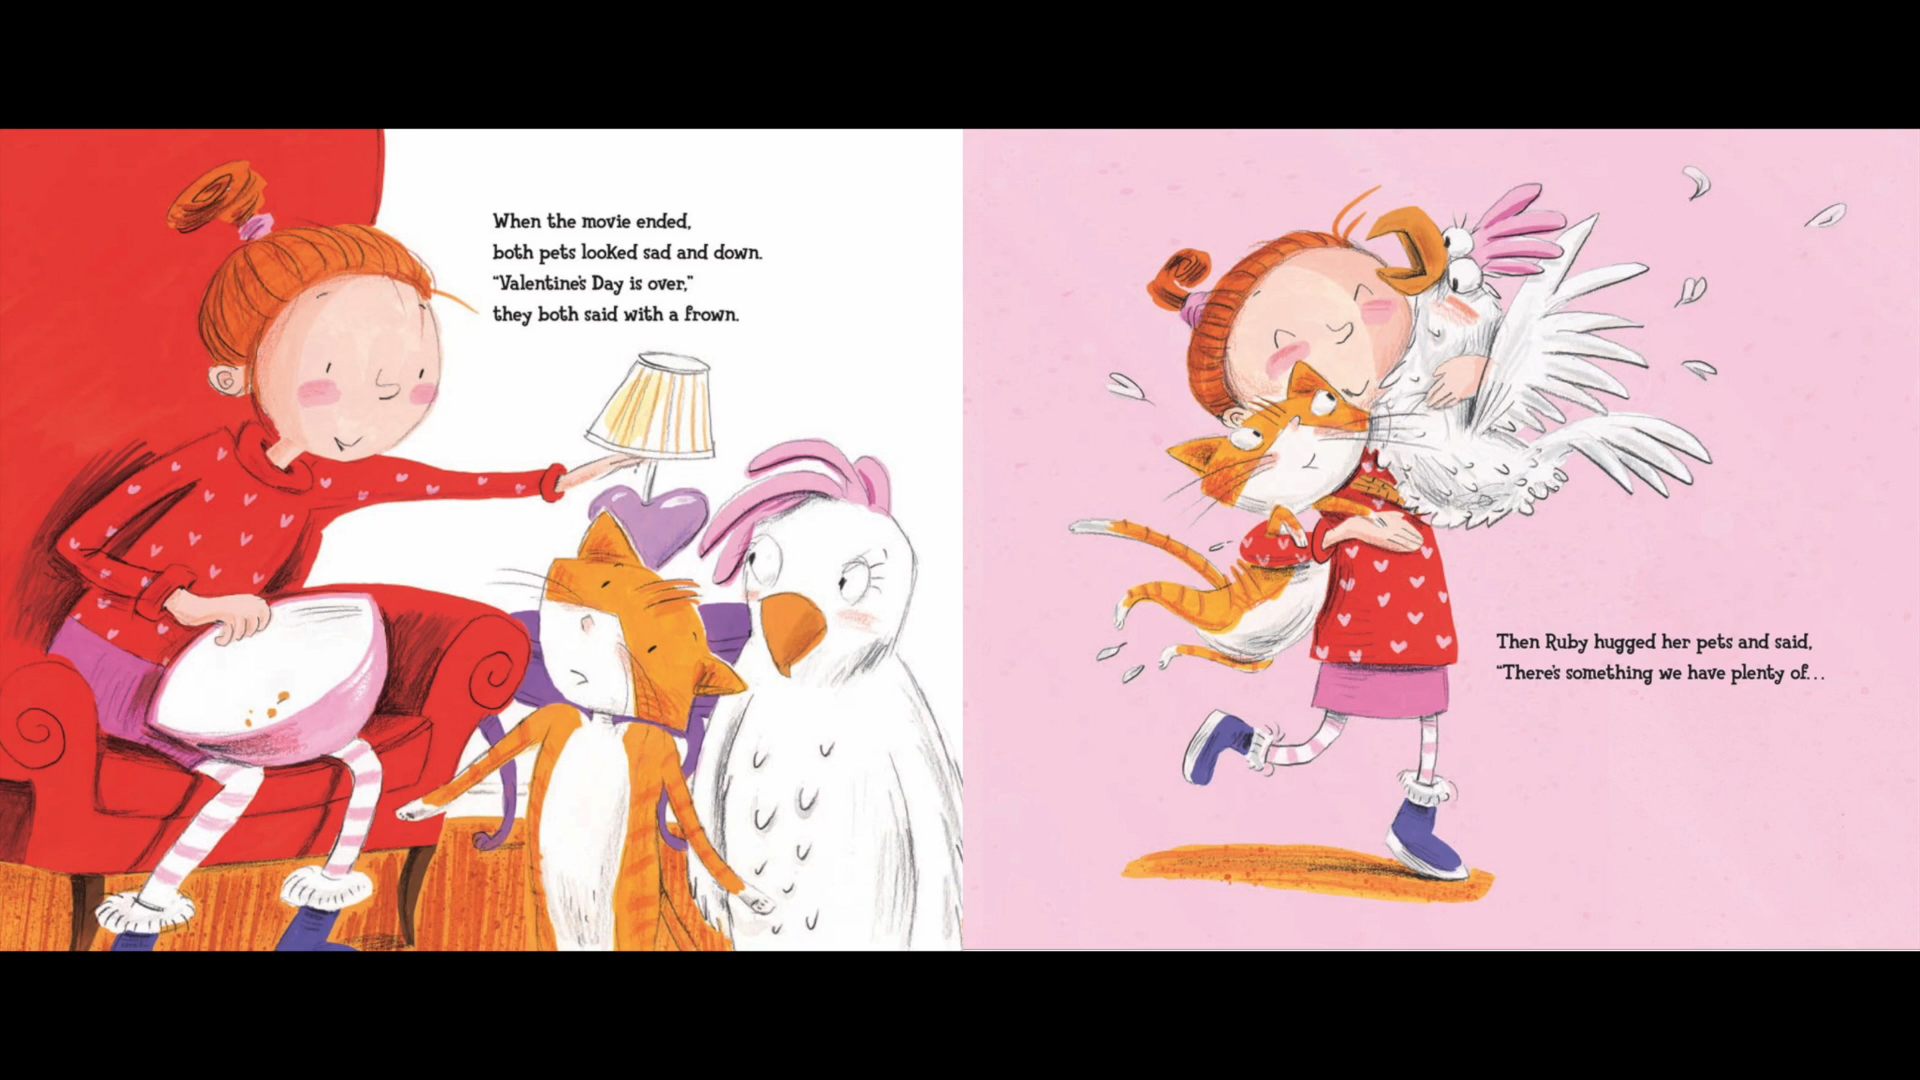 When the movie ended,
both pets looked sad and down.
“Valentine’s Day is over,”
they both said with a frown.
Then Ruby hugged her pets and said,
“There’s something we have plenty of...